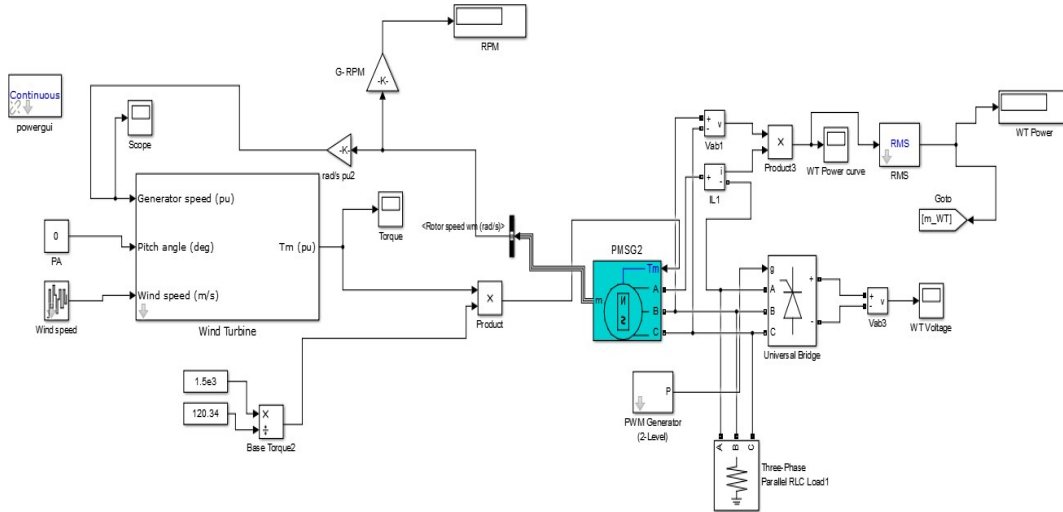 RPM
G- RPM
-K-
Continuous
powergui
Scope
-K-
rad/s pu2
Generator speed (pu)
Pitch angle (deg)
Wind speed (m/s)
Tm (pu)
Wind Turbine
0
PA
Wind speed
Torque
<Rotor speed wm (rad/s)>
×
Product
1.5e3
120.34
×
÷
Base Torque2
PMSG2
Tm
m
A
B
C
N
S
+
-
v
Vab1
+
i
-
IL1
×
Product3
WT Power curve
RMS
RMS
WT Power
Goto
[m_WT]
g
A
B
C
+
-
Universal Bridge
+
-
v
Vab3
WT Voltage
P
PWM Generator
(2-Level)
A
B
C
Three-Phase
Parallel RLC Load1